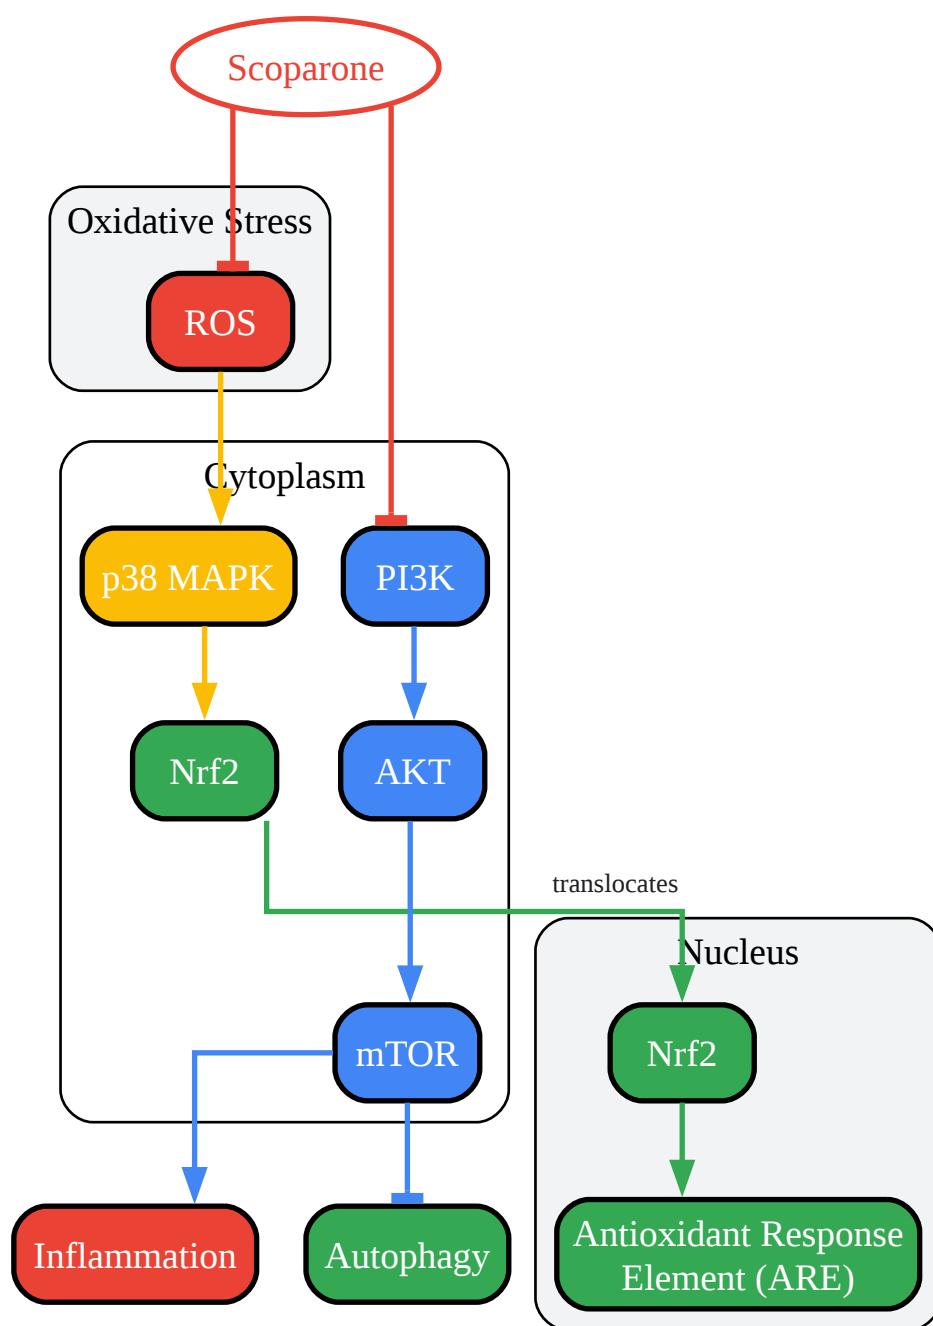 Scoparone
Oxidative Stress
ROS
Cytoplasm
p38 MAPK
PI3K
Nrf2
AKT
translocates
Nucleus
mTOR
Nrf2
Inflammation
Autophagy
Antioxidant Response
Element (ARE)